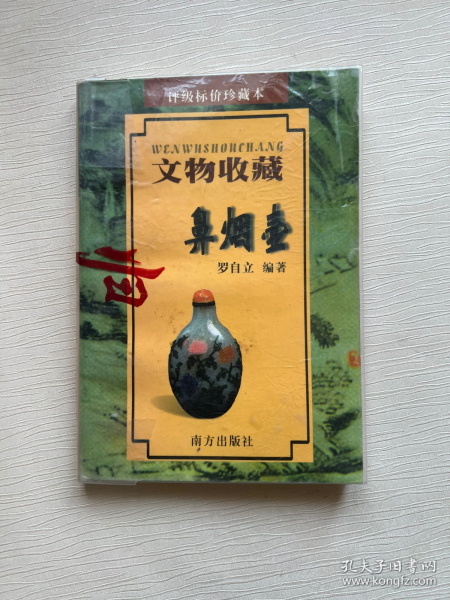 评级标价珍藏本
WENWUSHOUCHANG
文物收藏
鼻烟壶
罗自立 编著
南方出版社
孔夫子旧书网
www.kongfz.com